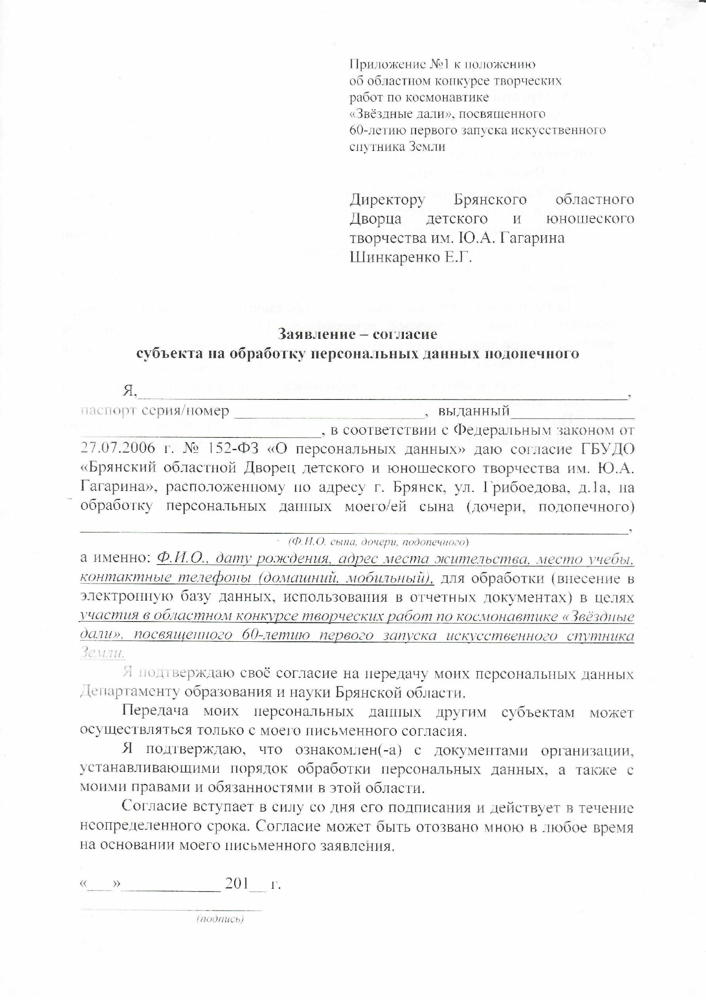 Приложение №1 к положению
об областном конкурсе творческих
работ по космонавтике
«Звёздные дали», посвященного
60-летию первого запуска искусственного
спутника Земли
Директору Брянского областного
Дворца детского и юношеского
творчества им. Ю.А. Гагарина
Шинкаренко Е.Г.
Заявление – согласие
субъекта на обработку персональных данных подопечного
Я,______________________________,
паспорт серия/номер ____________________, выданный______________
__________________________, в соответствии с Федеральным законом от
27.07.2006 г. № 152-ФЗ «О персональных данных» даю согласие ГБУДО
«Брянский областной Дворец детского и юношеского творчества им. Ю.А.
Гагарина», расположенному по адресу г. Брянск, ул. Грибоедова, д.1а, на
обработку персональных данных моего/ей сына (дочери, подопечного)
______________________________,
(Ф.И.О. сына, дочери, подопечного)
а именно: Ф.И.О., дату рождения, адрес места жительства, место учебы,
контактные телефоны (домашний, мобильный), для обработки (внесение в
электронную базу данных, использования в отчетных документах) в целях
участия в областном конкурсе творческих работ по космонавтике «Звёздные
дали», посвященного 60-летию первого запуска искусственного спутника
Земли.
Я подтверждаю своё согласие на передачу моих персональных данных
Департаменту образования и науки Брянской области.
Передача моих персональных данных другим субъектам может
осуществляться только с моего письменного согласия.
Я подтверждаю, что ознакомлен(-а) с документами организации,
устанавливающими порядок обработки персональных данных, а также с
моими правами и обязанностями в этой области.
Согласие вступает в силу со дня его подписания и действует в течение
неопределенного срока. Согласие может быть отозвано мною в любое время
на основании моего письменного заявления.
«___»____________ 201__ г.
(подпись)